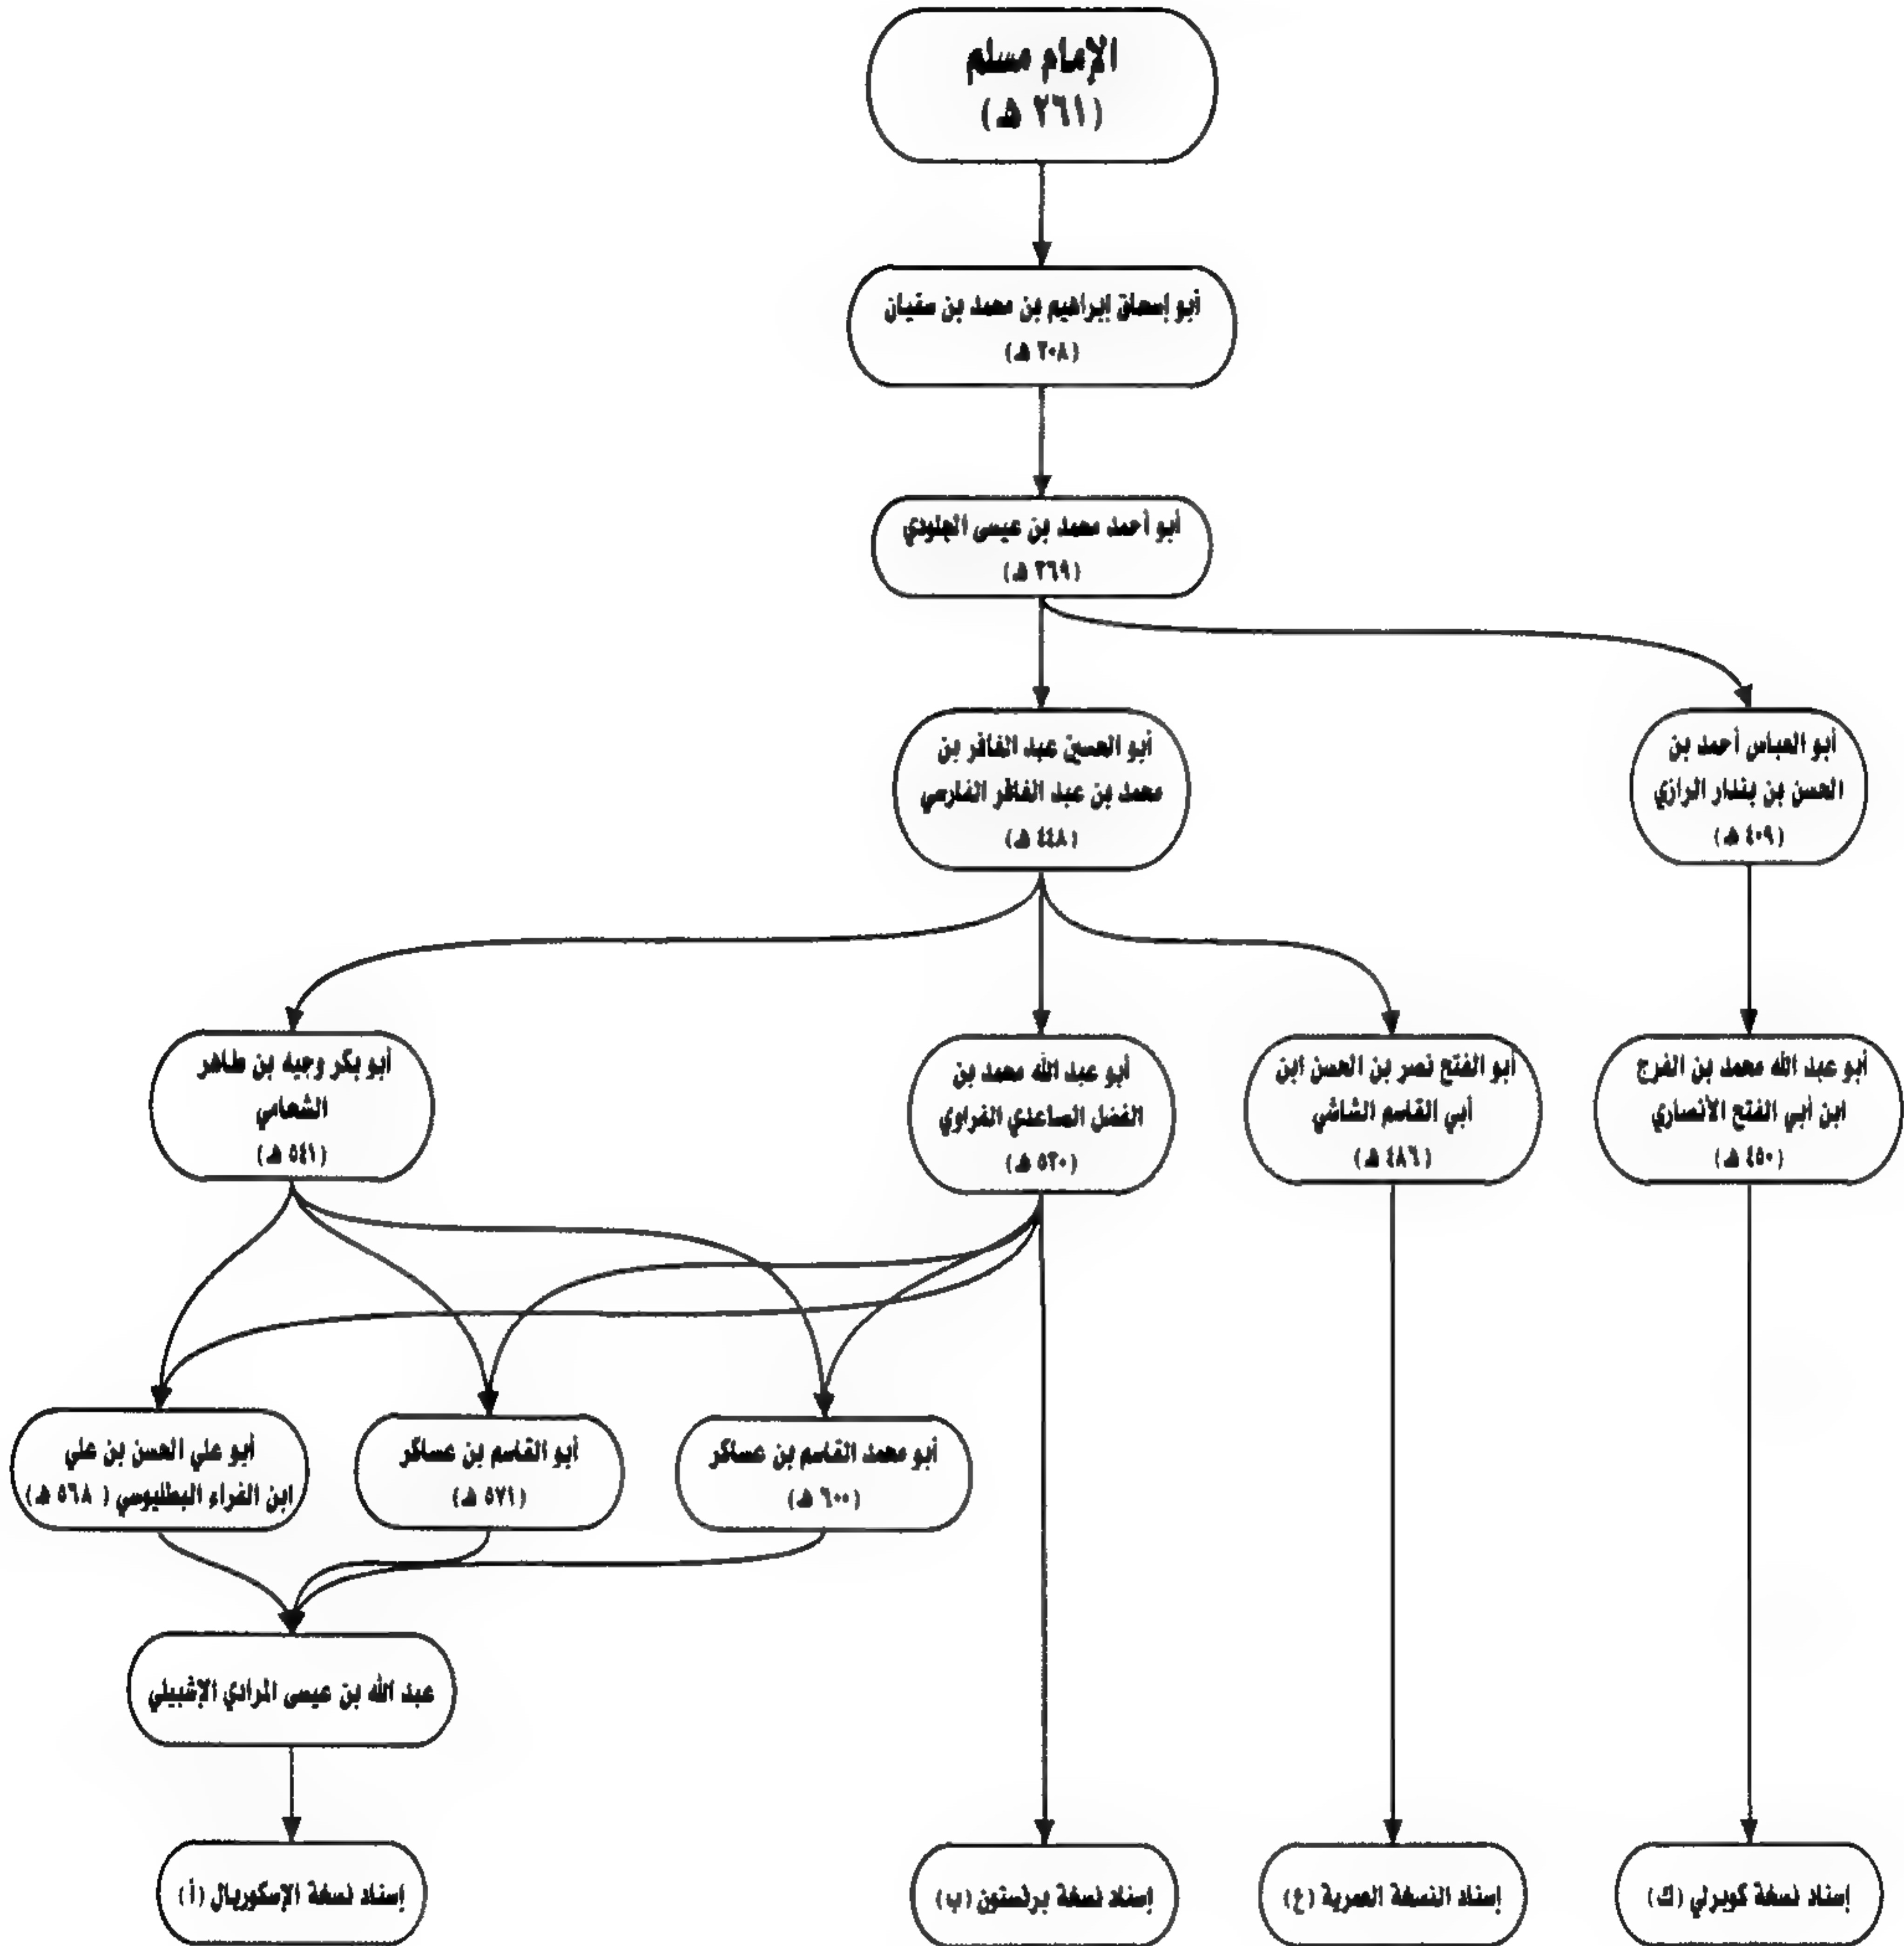 الإمام مسلم
(٢٦١ هـ)
أبو إسحاق إبراهيم بن محمد بن سفيان
(٣٠٨ هـ)
أبو أحمد محمد بن عيسى الجلودي
(٣٦٩ هـ)
أبو العباس أحمد بن
الحسن بن بندار الرازي
(٤٠٩ هـ)
أبو الحسين عبد الغافر بن
محمد بن عبد الغافر الفارسي
(٤٤٨ هـ)
أبو عبد الله محمد بن الفرج
ابن أبي الفتح الأنصاري
(٤٥٠ هـ)
أبو الفتح نصر بن الحسن ابن
أبي القاسم الشاشي
(٤٨٦ هـ)
أبو عبد الله محمد بن
الفضل الصاعدي الفراوي
(٥٣٠ هـ)
أبو بكر وجيه بن طاهر
الشحامي
(٥٤١ هـ)
أبو محمد القاسم بن عساكر
(٦٠٠ هـ)
أبو القاسم بن عساكر
(٥٧١ هـ)
أبو علي الحسن بن علي
ابن الفراء البطليوسي (٥٦٨ هـ)
عبد الله بن عيسى المرادي الإشبيلي
إسناد نسخة كوبرلي (ك)
إسناد النسخة العمرية (ع)
إسناد نسخة برنستون (ب)
إسناد نسخة الإسكوريال (أ)